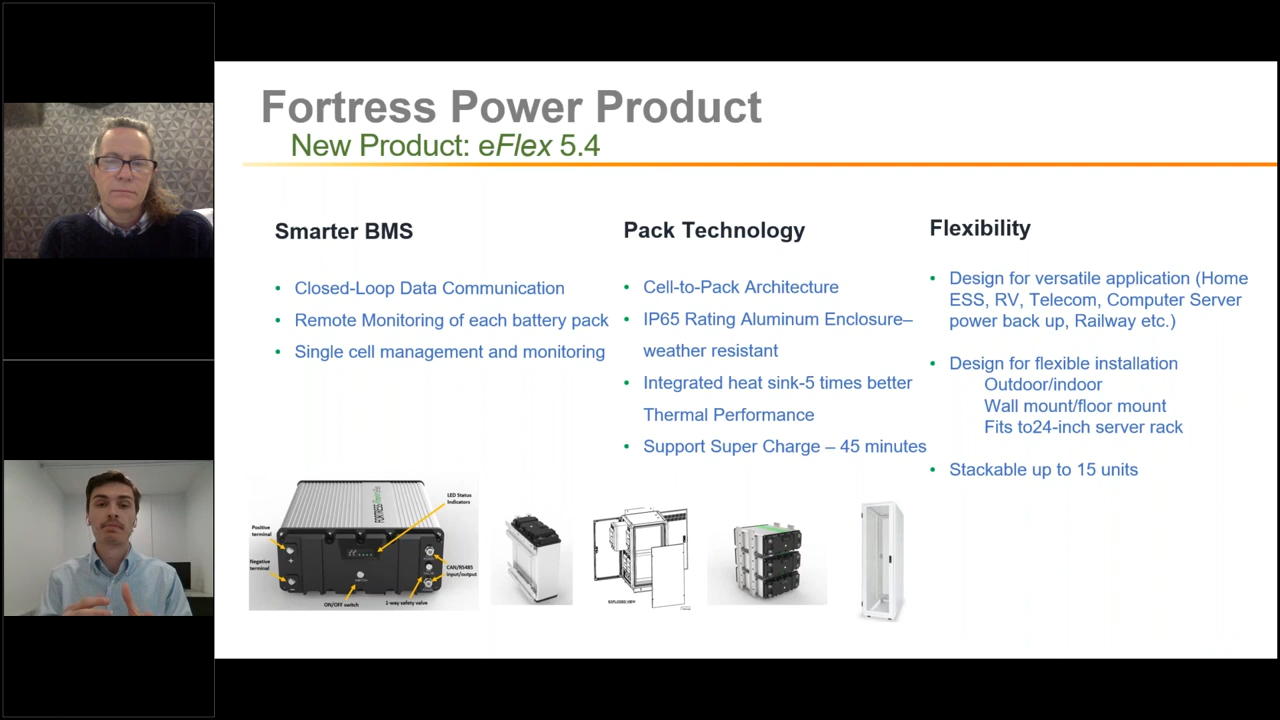 Fortress Power Product
New Product: eFlex 5.4
Smarter BMS
• Closed-Loop Data Communication
• Remote Monitoring of each battery pack
• Single cell management and monitoring
Pack Technology
• Cell-to-Pack Architecture
• IP65 Rating Aluminum Enclosure–
weather resistant
• Integrated heat sink-5 times better
Thermal Performance
• Support Super Charge – 45 minutes
Flexibility
• Design for versatile application (Home
ESS, RV, Telecom, Computer Server
power back up, Railway etc.)
• Design for flexible installation
Outdoor/indoor
Wall mount/floor mount
Fits to24-inch server rack
• Stackable up to 15 units
LED Status
Indicators
Positive
terminal
Negative
terminal
CAN/RS485
input/output
ON/OFF switch
1-way safety valve
FORTRESS
EXPLODED VIEW